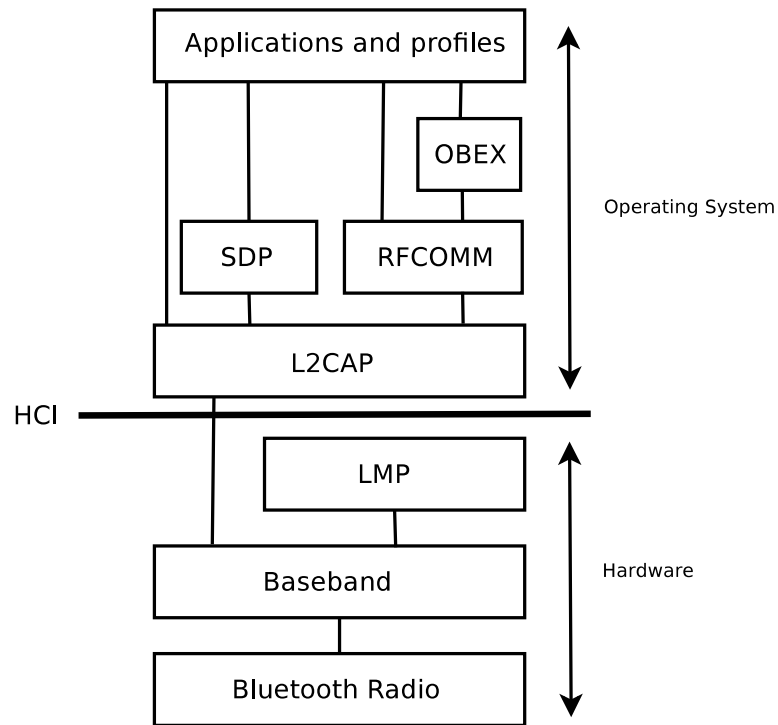 Applications and profiles
OBEX
Operating System
SDP
RFCOMM
L2CAP
HCI
LMP
Hardware
Baseband
Bluetooth Radio